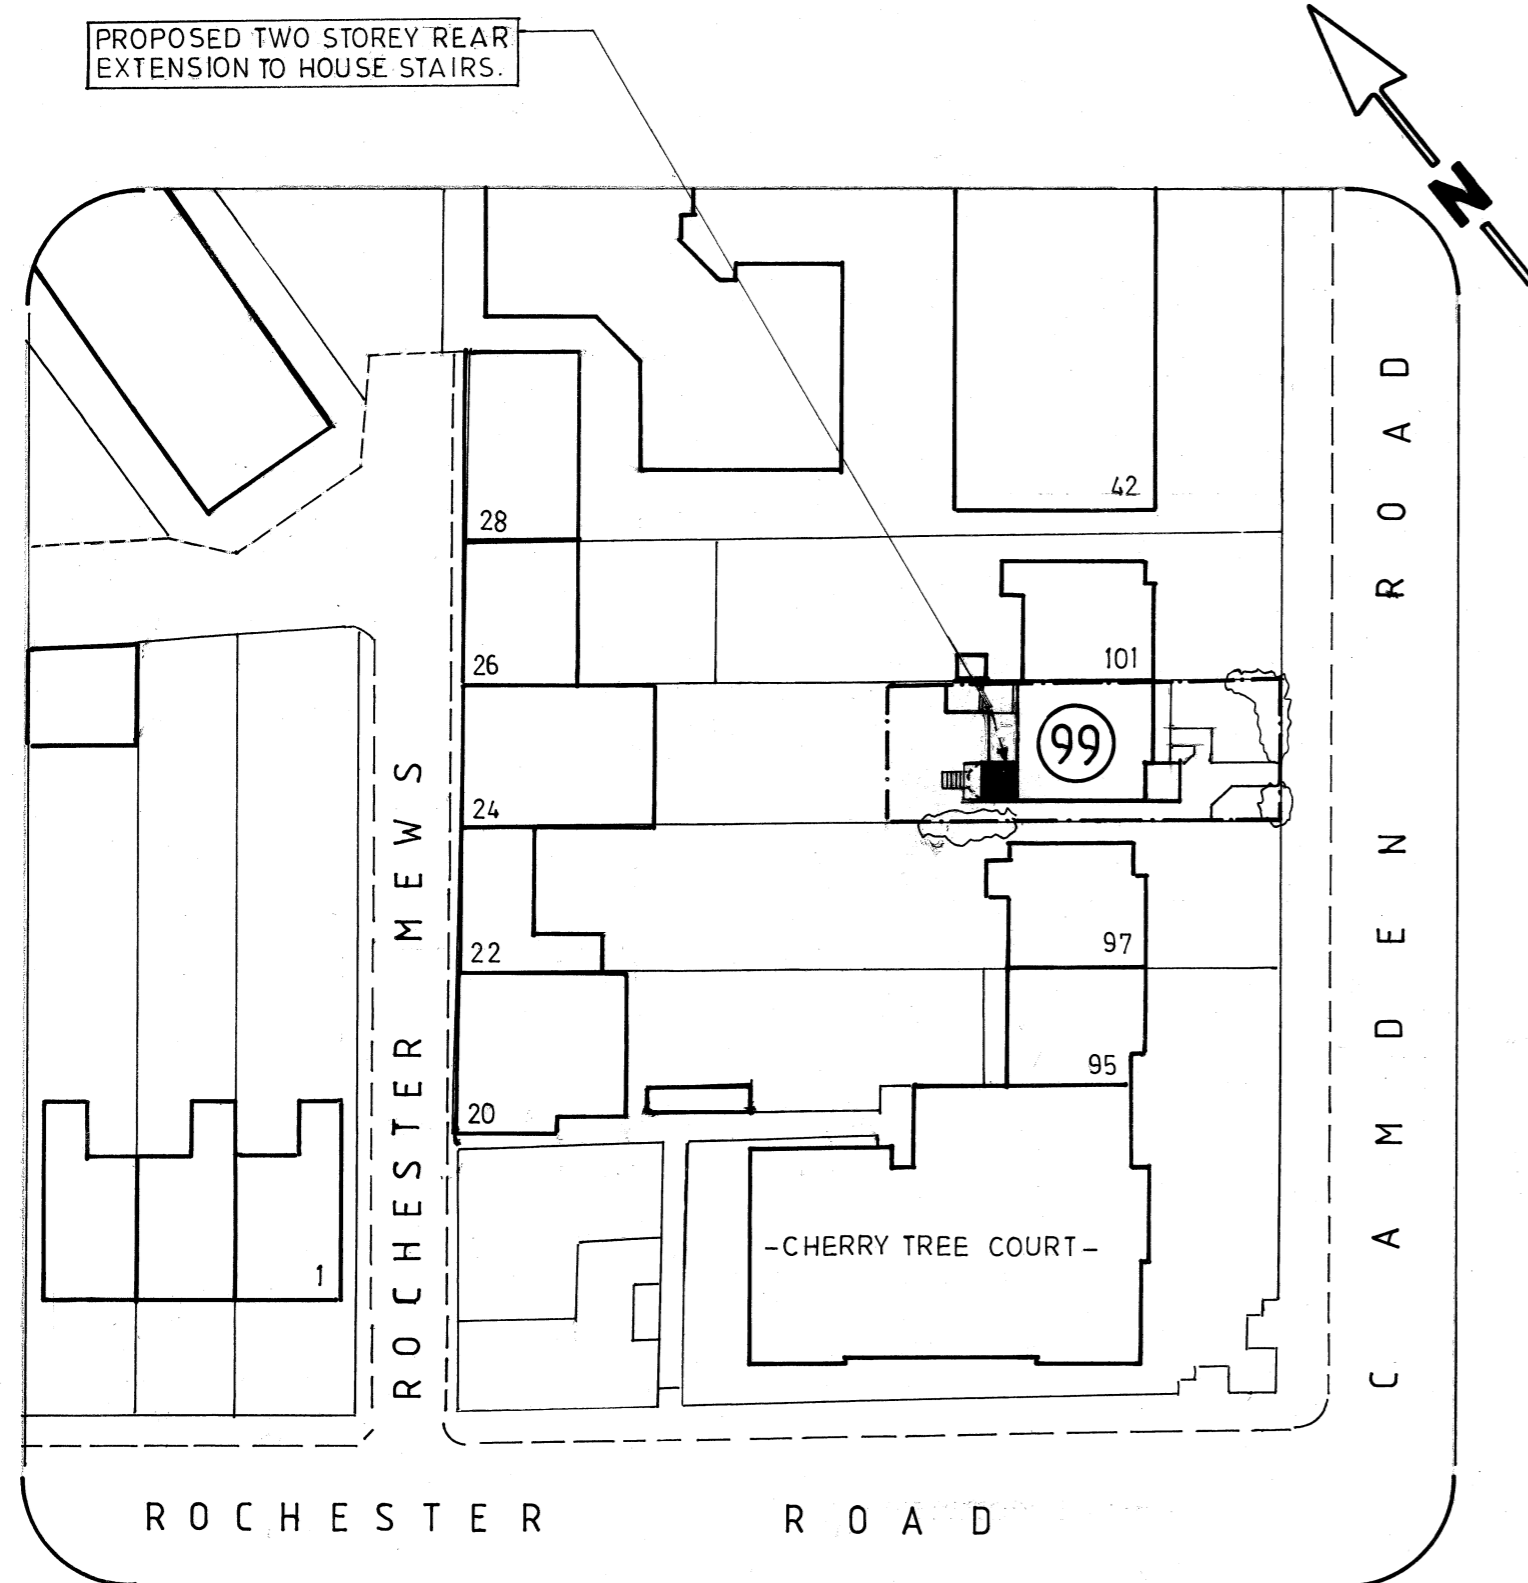 PROPOSED TWO STOREY REAR
EXTENSION TO HOUSE STAIRS.
N
42
28
26
101
99
24
22
97
95
20
1
-CHERRY TREE COURT-
ROCHESTER MEWS
CAMDEN ROAD
ROCHESTER ROAD